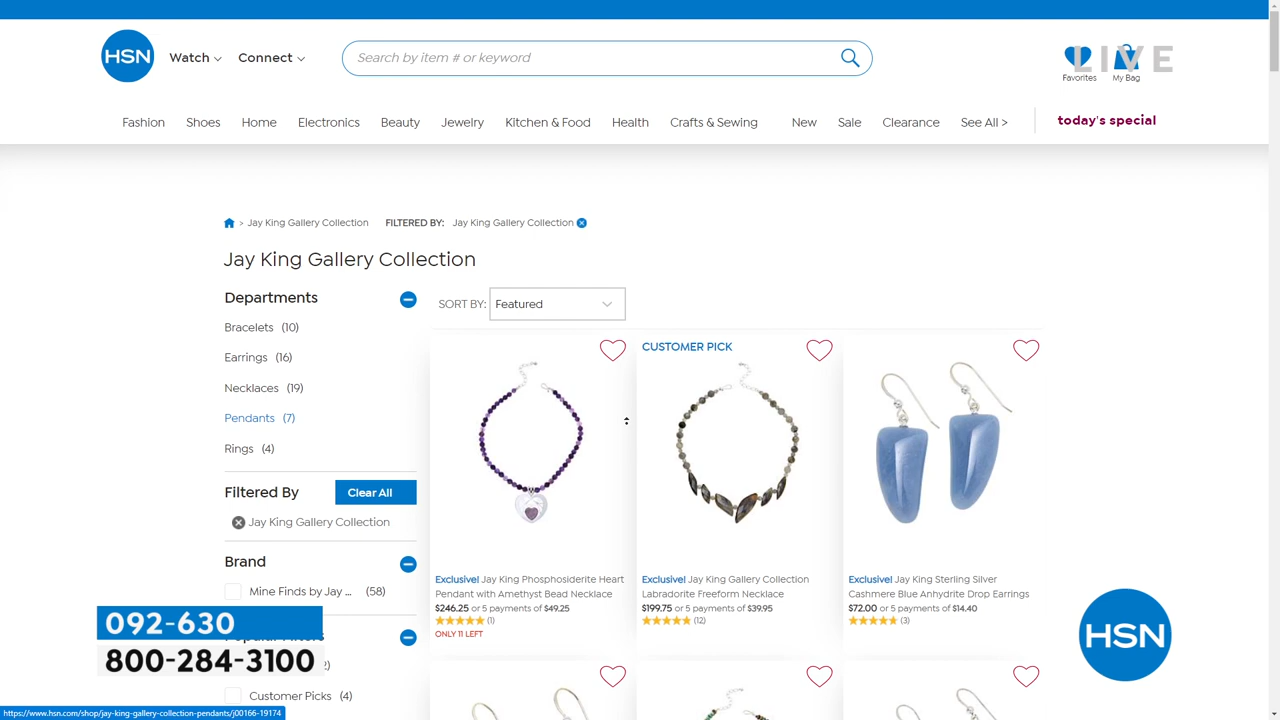 HSN
Watch
Connect
Search by item # or keyword
Favorites
My Bag
LIVE
Fashion
Shoes
Home
Electronics
Beauty
Jewelry
Kitchen & Food
Health
Crafts & Sewing
New
Sale
Clearance
See All >
today's special
> Jay King Gallery Collection
FILTERED BY: Jay King Gallery Collection
Jay King Gallery Collection
Departments
Bracelets (10)
Earrings (16)
Necklaces (19)
Pendants (7)
Rings (4)
Filtered By
Clear All
Jay King Gallery Collection
Brand
Mine Finds by Jay ... (58)
Customer Picks (4)
SORT BY: Featured
Exclusive! Jay King Phosphosiderite Heart
Pendant with Amethyst Bead Necklace
$246.25 or 5 payments of $49.25
(1)
ONLY 11 LEFT
CUSTOMER PICK
Exclusive! Jay King Gallery Collection
Labradorite Freeform Necklace
$199.75 or 5 payments of $39.95
(12)
Exclusive! Jay King Sterling Silver
Cashmere Blue Anhydrite Drop Earrings
$72.00 or 5 payments of $14.40
(3)
092-630
800-284-3100
HSN
https://www.hsn.com/shop/jay-king-gallery-collection-pendants/j00166-19174